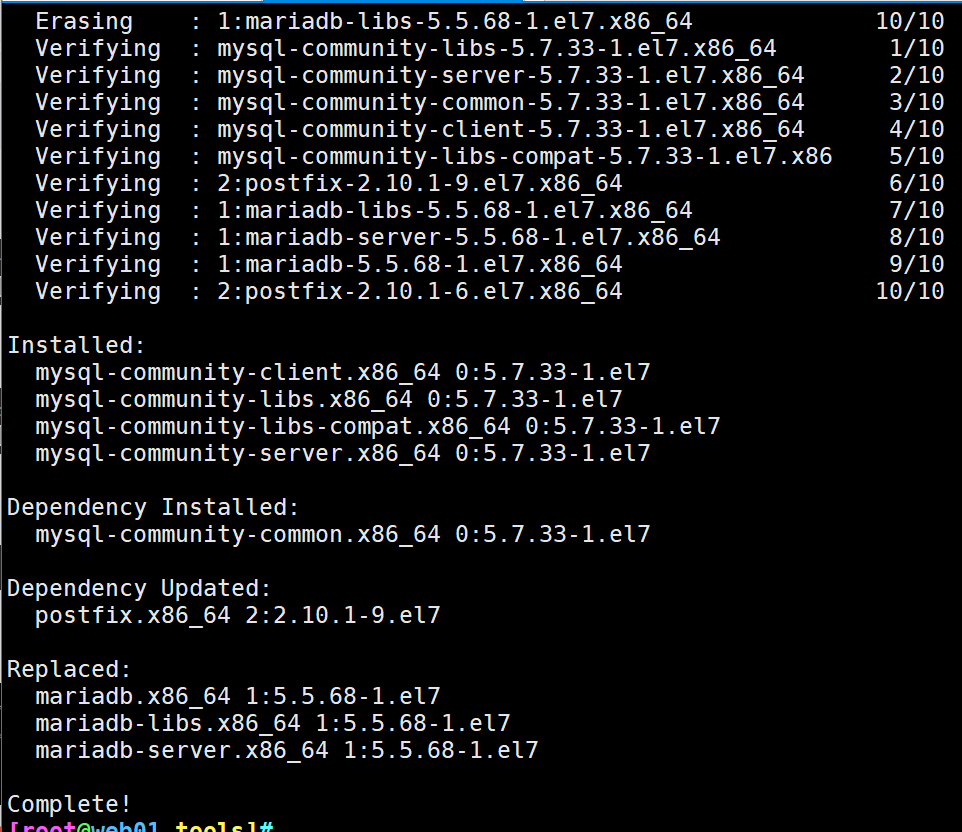 Erasing    : 1:mariadb-libs-5.5.68-1.el7.x86_64    10/10
Verifying  : mysql-community-libs-5.7.33-1.el7.x86_64    1/10
Verifying  : mysql-community-server-5.7.33-1.el7.x86_64    2/10
Verifying  : mysql-community-common-5.7.33-1.el7.x86_64    3/10
Verifying  : mysql-community-client-5.7.33-1.el7.x86_64    4/10
Verifying  : mysql-community-libs-compat-5.7.33-1.el7.x86    5/10
Verifying  : 2:postfix-2.10.1-9.el7.x86_64    6/10
Verifying  : 1:mariadb-libs-5.5.68-1.el7.x86_64    7/10
Verifying  : 1:mariadb-server-5.5.68-1.el7.x86_64    8/10
Verifying  : 1:mariadb-5.5.68-1.el7.x86_64    9/10
Verifying  : 2:postfix-2.10.1-6.el7.x86_64    10/10
Installed:
mysql-community-client.x86_64 0:5.7.33-1.el7
mysql-community-libs.x86_64 0:5.7.33-1.el7
mysql-community-libs-compat.x86_64 0:5.7.33-1.el7
mysql-community-server.x86_64 0:5.7.33-1.el7
Dependency Installed:
mysql-community-common.x86_64 0:5.7.33-1.el7
Dependency Updated:
postfix.x86_64 2:2.10.1-9.el7
Replaced:
mariadb.x86_64 1:5.5.68-1.el7
mariadb-libs.x86_64 1:5.5.68-1.el7
mariadb-server.x86_64 1:5.5.68-1.el7
Complete!
[root@web01 tools]#